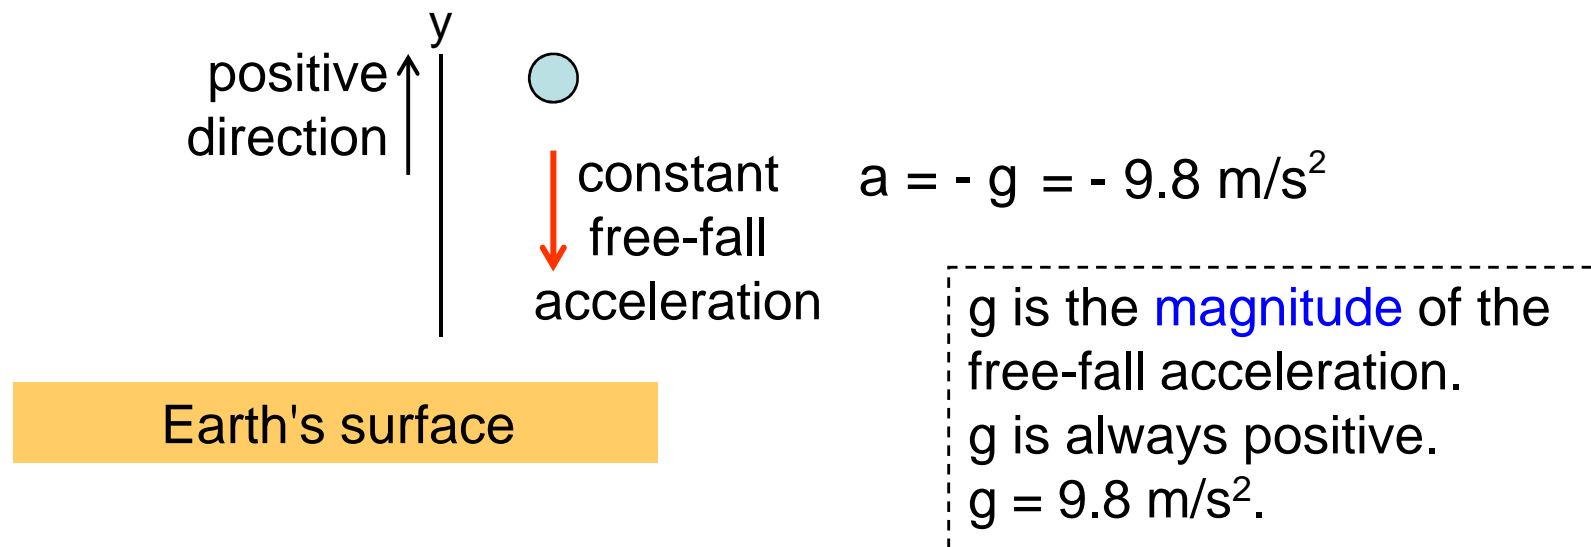 y
positive
direction
constant
free-fall
acceleration
a = - g = - 9.8 m/s²
g is the magnitude of the
free-fall acceleration.
g is always positive.
g = 9.8 m/s².
Earth's surface